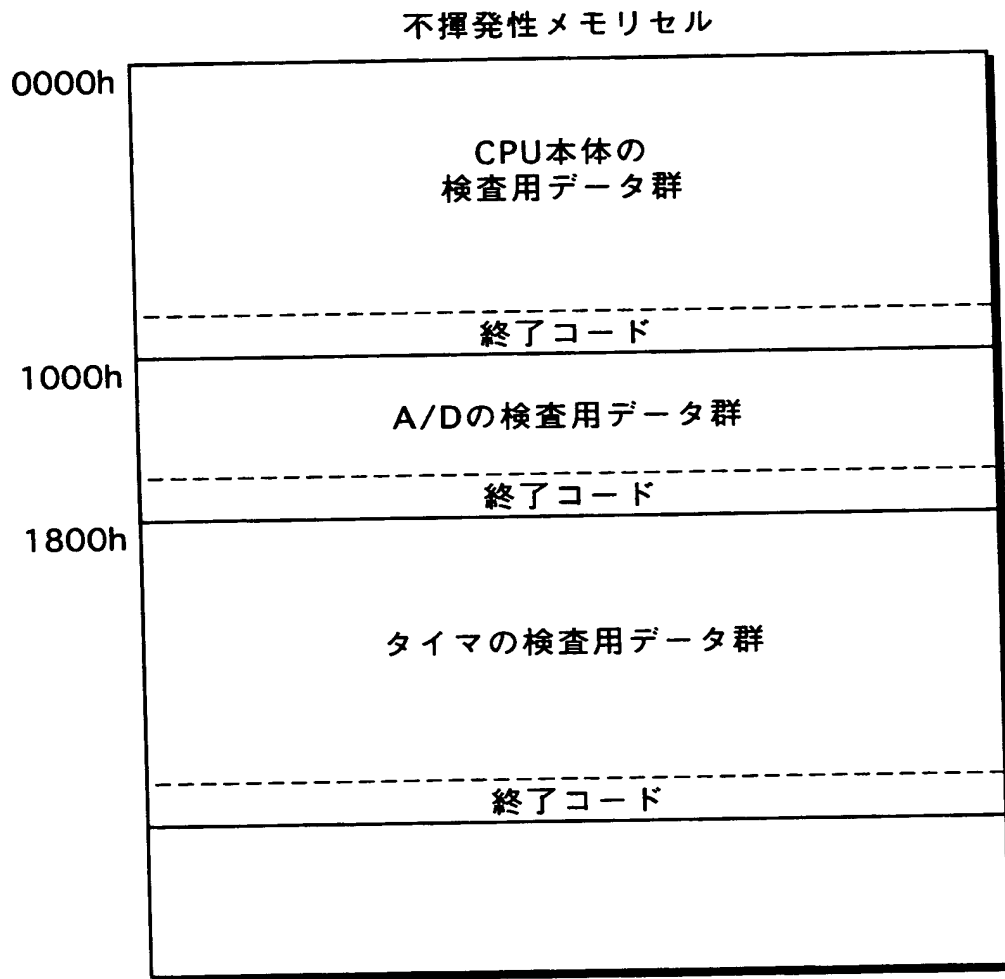 不揮発性メモリセル
0000h
CPU本体の
検査用データ群
終了コード
1000h
A/Dの検査用データ群
終了コード
1800h
タイマの検査用データ群
終了コード